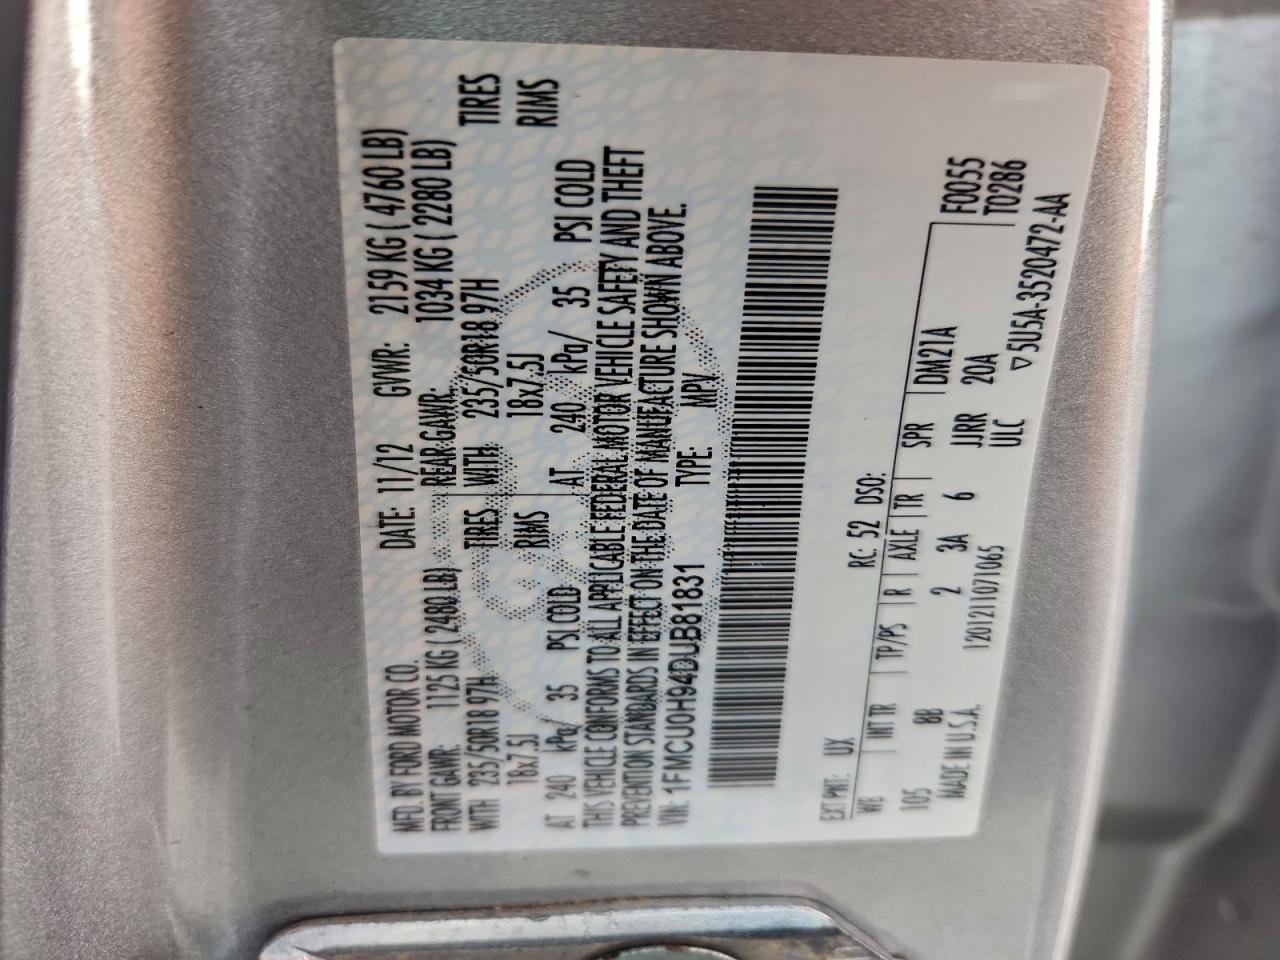 MFD. BY FORD MOTOR CO. DATE: 11/12 GVWR: 2159 KG ( 4760 LB)
FRONT GAWR: 1125 KG ( 2480 LB) REAR GAWR: 1034 KG ( 2280 LB)
WITH 235/50R18 97H TIRES WITH 235/50R18 97H TIRES
18x7.5J RIMS 18x7.5J RIMS
AT 240 kPa/ 35 PSI COLD AT 240 kPa/ 35 PSI COLD
THIS VEHICLE CONFORMS TO ALL APPLICABLE FEDERAL MOTOR VEHICLE SAFETY AND THEFT
PREVENTION STANDARDS IN EFFECT ON THE DATE OF MANUFACTURE SHOWN ABOVE.
VIN: 1FMCU0H94DUB81831 TYPE: MPV
EXT PNT: UX RC: 52 DSO:
WB INT TR TP/PS R AXLE TR SPR DM21A F0055
105 BB 2 3A 6 JJRR 20A T0286
MADE IN U.S.A. 120121107​1065 ULC ▽5U5A-3520472-AA